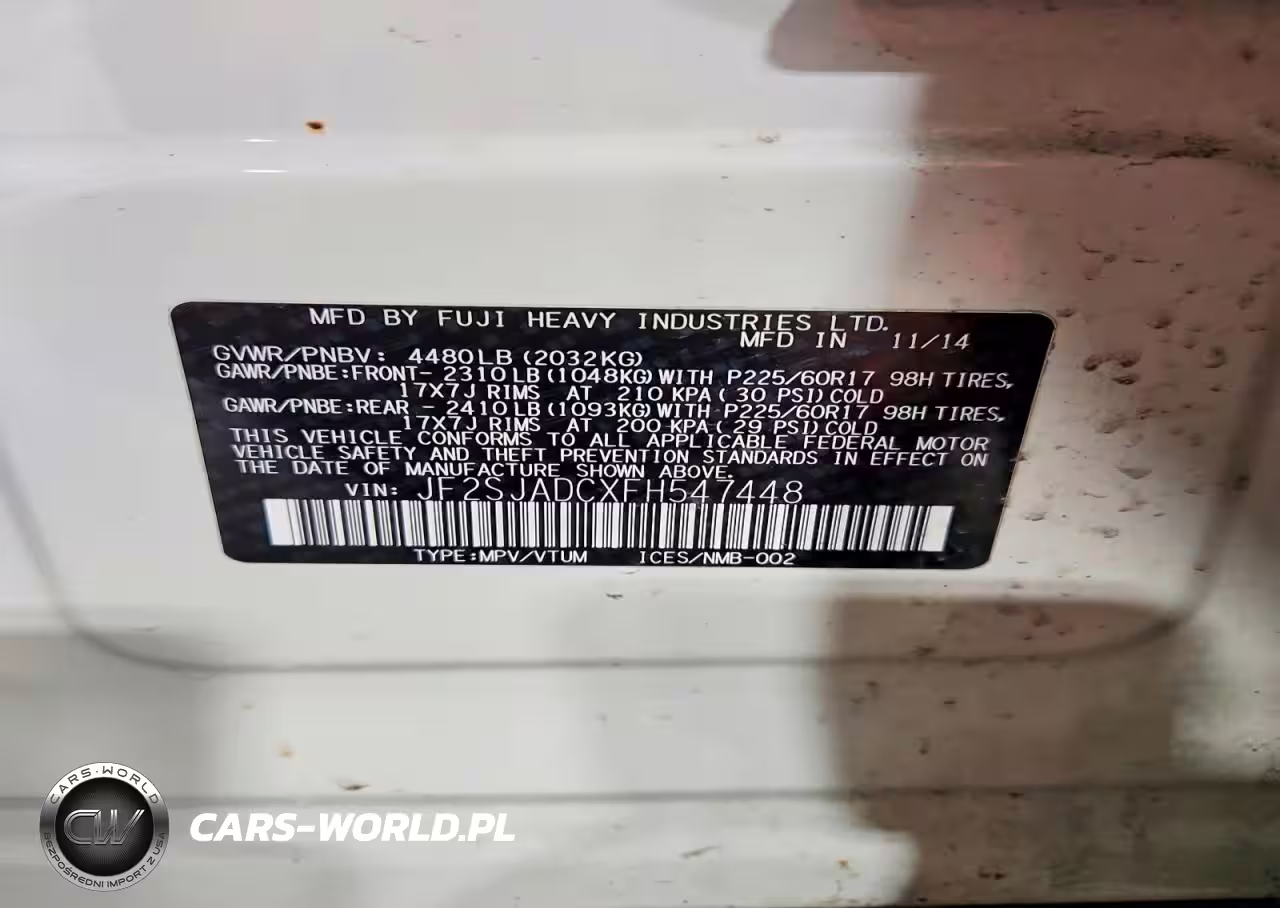 MFD BY FUJI HEAVY INDUSTRIES LTD.
MFD IN 11/14
GVWR/PNBV: 4480LB (2032KG)
GAWR/PNBE:FRONT- 2310LB (1048KG) WITH P225/60R17 98H TIRES,
17X7J RIMS AT 210 KPA ( 30 PSI) COLD
GAWR/PNBE:REAR - 2410LB (1093KG) WITH P225/60R17 98H TIRES,
17X7J RIMS AT 200 KPA ( 29 PSI) COLD
THIS VEHICLE CONFORMS TO ALL APPLICABLE FEDERAL MOTOR
VEHICLE SAFETY AND THEFT PREVENTION STANDARDS IN EFFECT ON
THE DATE OF MANUFACTURE SHOWN ABOVE.
VIN: JF2SJADCXFH547448
TYPE:MPV/VTUM ICES/NMB-002
CARS-WORLD
CW
BEZPOŚREDNI IMPORT Z USA
CARS-WORLD.PL